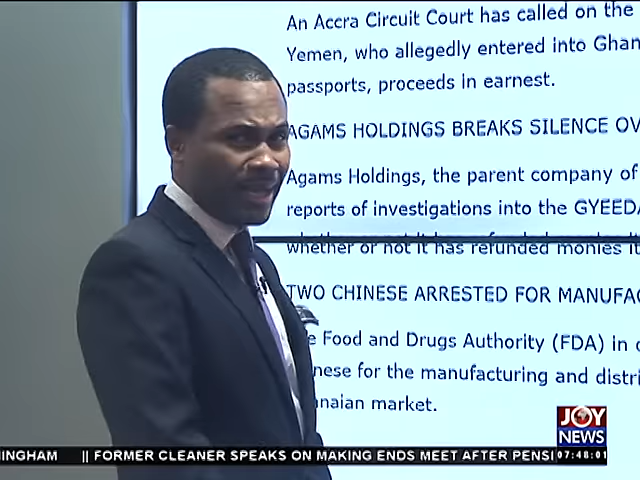 An Accra Circuit Court has called on the
Yemen, who allegedly entered into Ghan
passports, proceeds in earnest.
AGAMS HOLDINGS BREAKS SILENCE OV
Agams Holdings, the parent company of
reports of investigations into the GYEEDA
whether or not it has refunded monies it
TWO CHINESE ARRESTED FOR MANUFAC
e Food and Drugs Authority (FDA) in
nese for the manufacturing and distri
anaian market.
JOY
NEWS
NINGHAM || FORMER CLEANER SPEAKS ON MAKING ENDS MEET AFTER PENSI 07:48:01